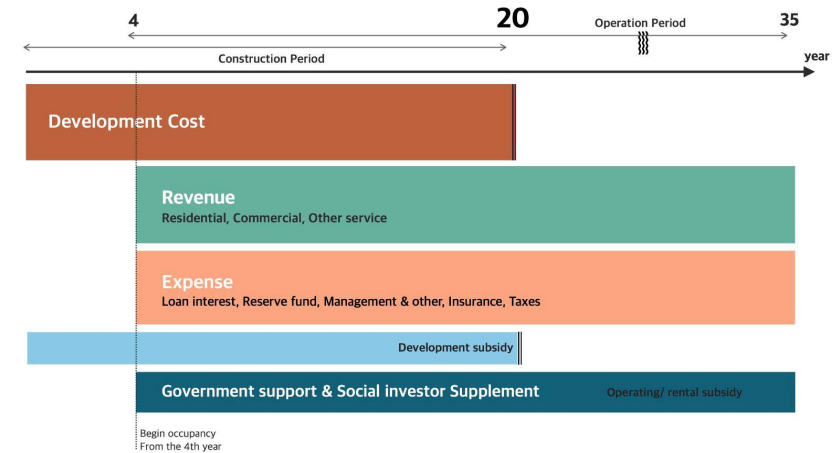 4
20
Operation Period
35
Construction Period
year
Development Cost
Revenue
Residential, Commercial, Other service
Expense
Loan interest, Reserve fund, Management & other, Insurance, Taxes
Development subsidy
Government support & Social investor Supplement
Operating/ rental subsidy
Begin occupancy
From the 4th year